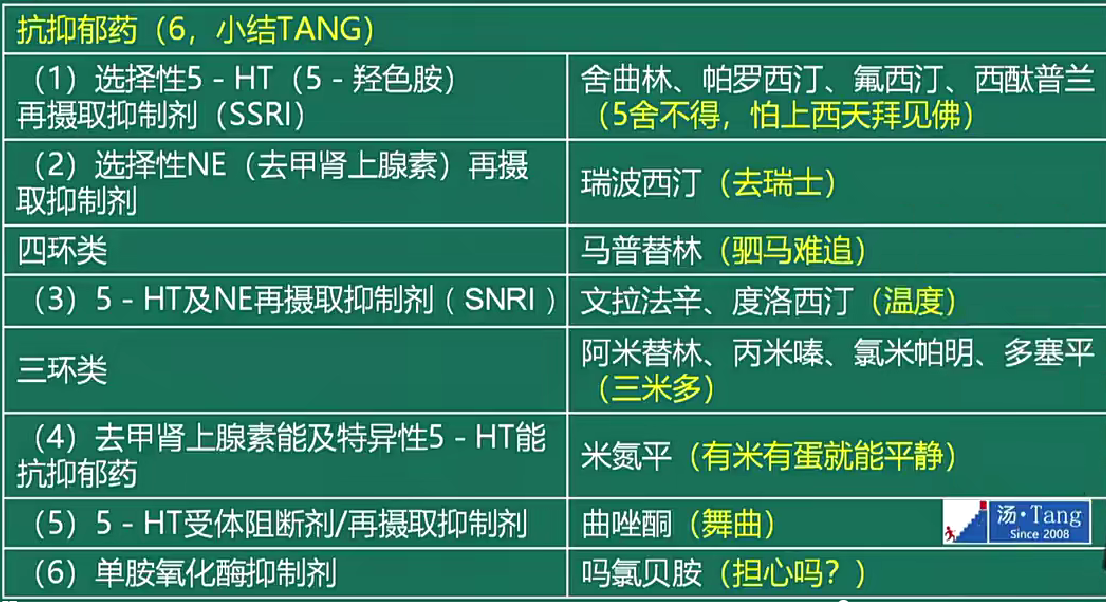 抗抑郁药（6，小结TANG）
（1）选择性5－HT（5－羟色胺）
再摄取抑制剂（SSRI）
舍曲林、帕罗西汀、氟西汀、西酞普兰
（5舍不得，怕上西天拜见佛）
（2）选择性NE（去甲肾上腺素）再摄
取抑制剂
瑞波西汀（去瑞士）
四环类
马普替林（驷马难追）
（3）5－HT及NE再摄取抑制剂（SNRI）
文拉法辛、度洛西汀（温度）
三环类
阿米替林、丙米嗪、氯米帕明、多塞平
（三米多）
（4）去甲肾上腺素能及特异性5－HT能
抗抑郁药
米氮平（有米有蛋就能平静）
（5）5－HT受体阻断剂/再摄取抑制剂
曲唑酮（舞曲）
汤·Tang
Since 2008
（6）单胺氧化酶抑制剂
吗氯贝胺（担心吗？）